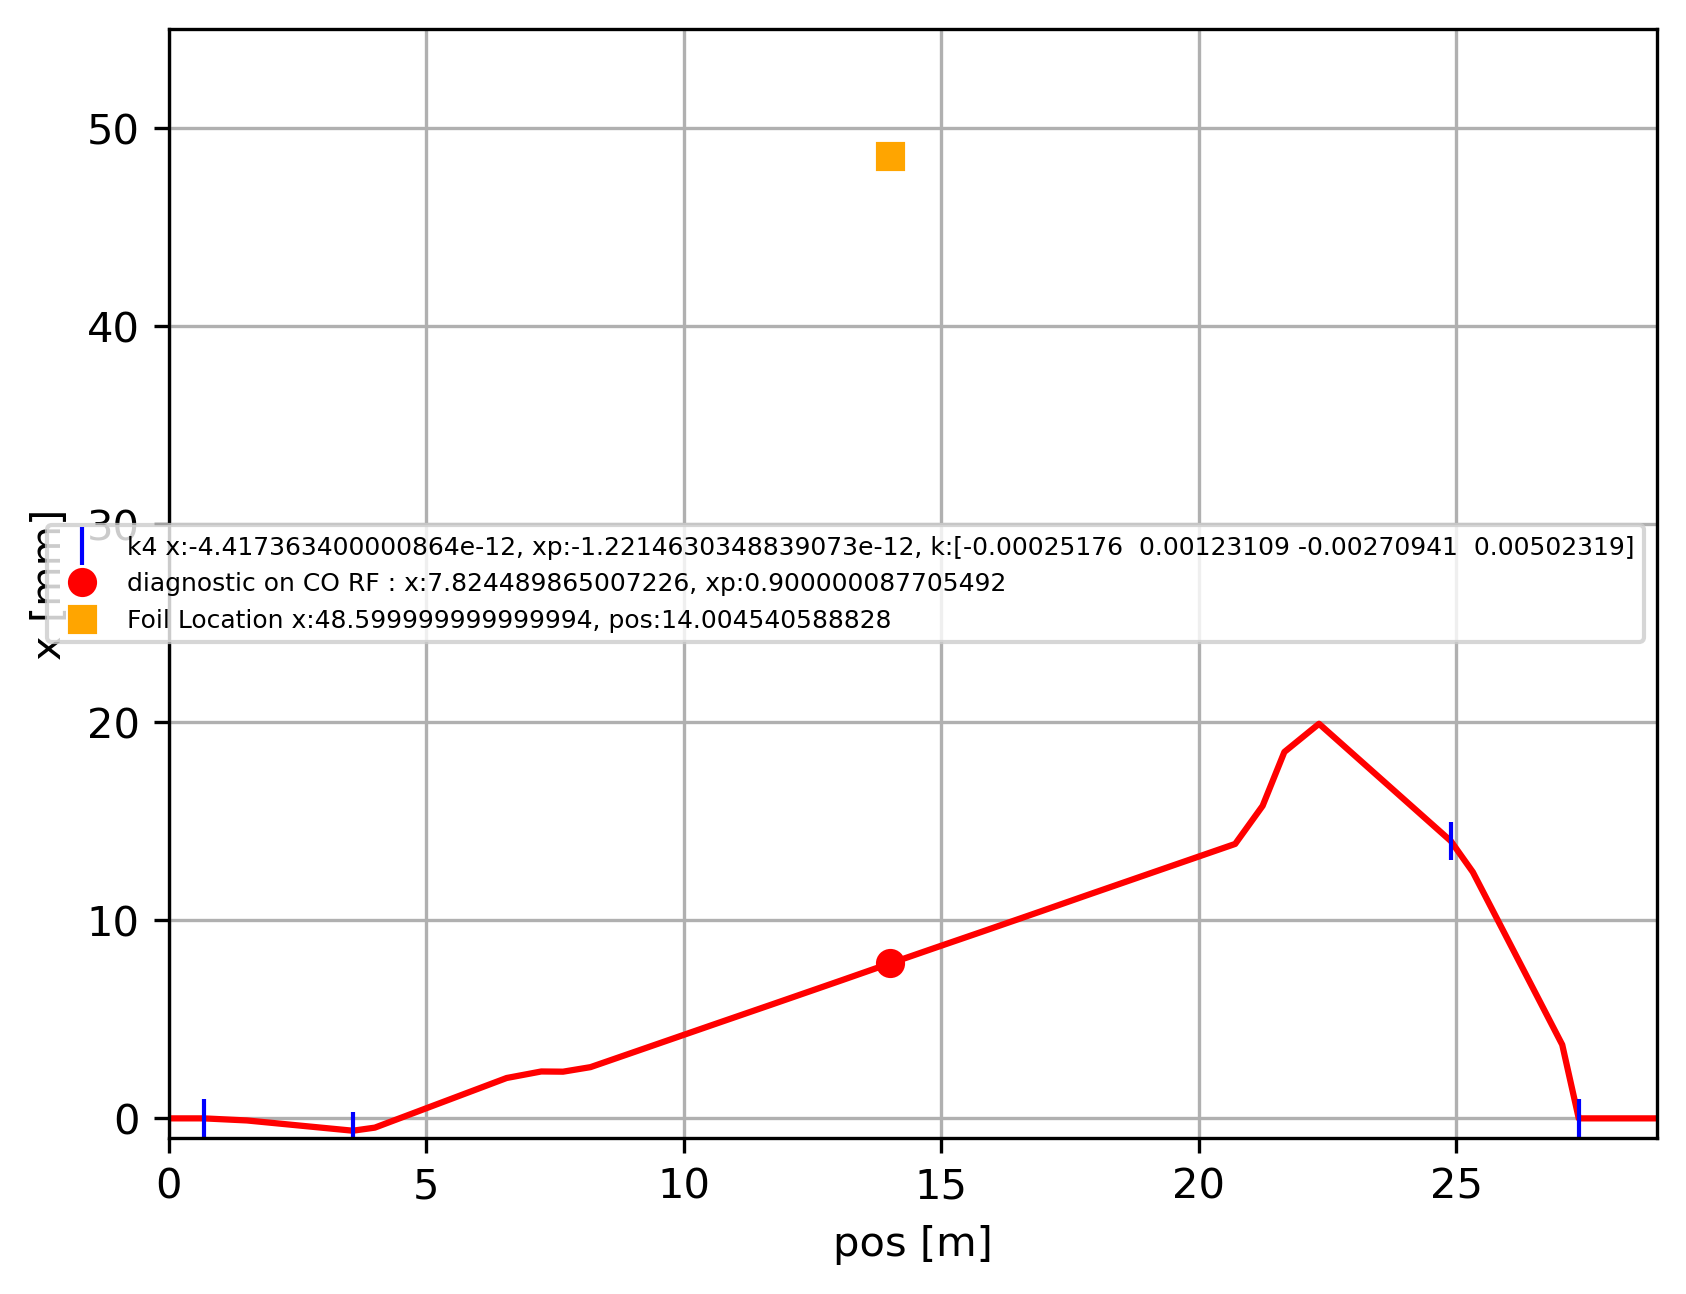 50
40
30
x [mm]
k4 x:-4.417363400000864e-12, xp:-1.2214630348839073e-12, k:[-0.00025176  0.00123109 -0.00270941  0.00502319]
diagnostic on CO RF : x:7.824489865007226, xp:0.900000087705492
Foil Location x:48.599999999999994, pos:14.004540588828
20
10
0
0 5 10 15 20 25
pos [m]